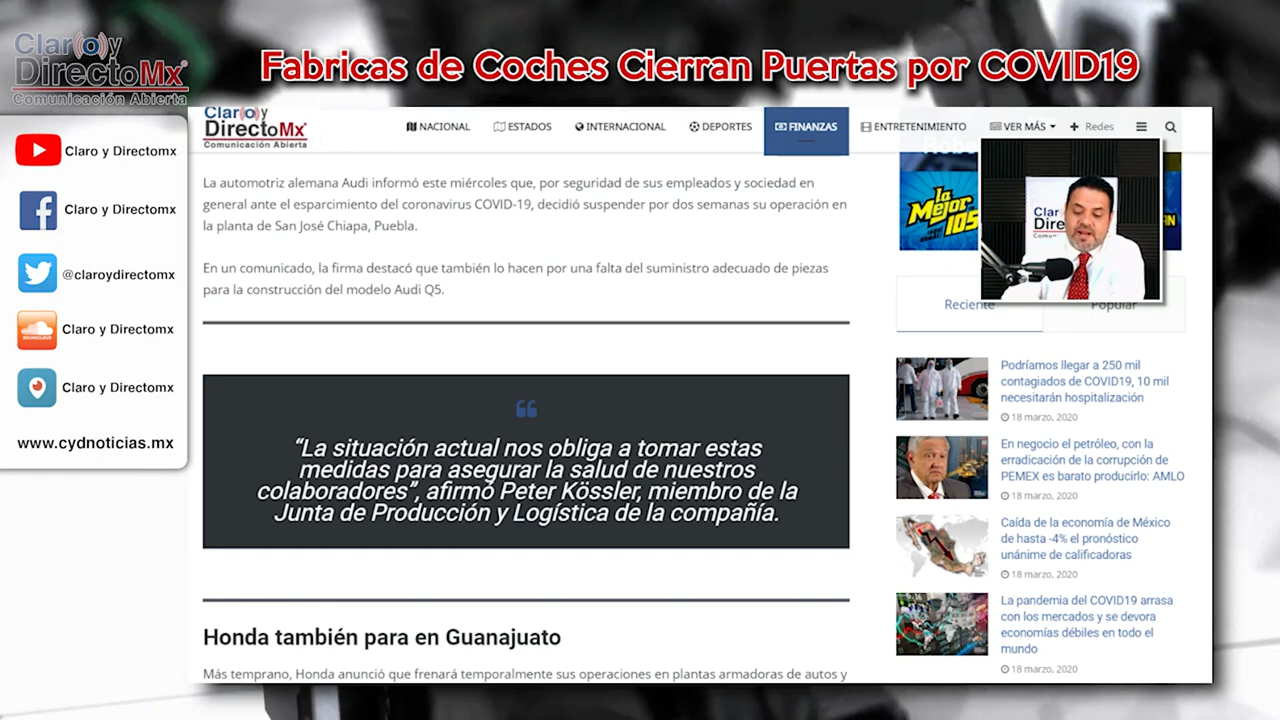 Claro y
DirectoMx
Comunicación Abierta
Fabricas de Coches Cierran Puertas por COVID19
Claro y Directomx
Claro y Directomx
@claroydirectomx
SOUNDCLOUD
Claro y Directomx
Claro y Directomx
www.cydnoticias.mx
Claro y
DirectoMx
Comunicación Abierta
NACIONAL
ESTADOS
INTERNACIONAL
DEPORTES
FINANZAS
ENTRETENIMIENTO
VER MÁS
Redes
La automotriz alemana Audi informó este miércoles que, por seguridad de sus empleados y sociedad en
general ante el esparcimiento del coronavirus COVID-19, decidió suspender por dos semanas su operación en
la planta de San José Chiapa, Puebla.
En un comunicado, la firma destacó que también lo hacen por una falta del suministro adecuado de piezas
para la construcción del modelo Audi Q5.
“La situación actual nos obliga a tomar estas
medidas para asegurar la salud de nuestros
colaboradores”, afirmó Peter Kössler, miembro de la
Junta de Producción y Logística de la compañía.
Honda también para en Guanajuato
Más temprano, Honda anunció que frenará temporalmente sus operaciones en plantas armadoras de autos y
la
Mejor
105
Reciente
Popular
Podríamos llegar a 250 mil
contagiados de COVID19, 10 mil
necesitarán hospitalización
18 marzo, 2020
En negocio el petróleo, con la
erradicación de la corrupción de
PEMEX es barato producirlo: AMLO
18 marzo, 2020
Caída de la economía de México
de hasta -4% el pronóstico
unánime de calificadoras
18 marzo, 2020
La pandemia del COVID19 arrasa
con los mercados y se devora
economías débiles en todo el
mundo
18 marzo, 2020